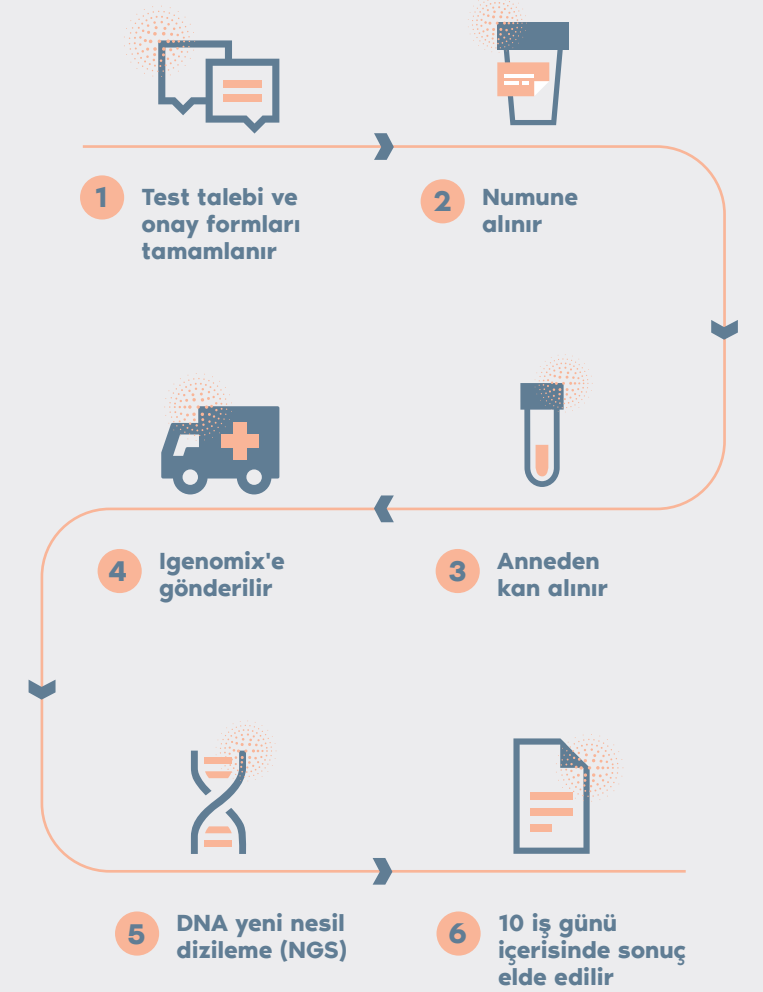 1
Test talebi ve
onay formları
tamamlanır
2
Numune
alınır
3
Anneden
kan alınır
4
Igenomix'e
gönderilir
5
DNA yeni nesil
dizileme (NGS)
6
10 iş günü
içerisinde sonuç
elde edilir